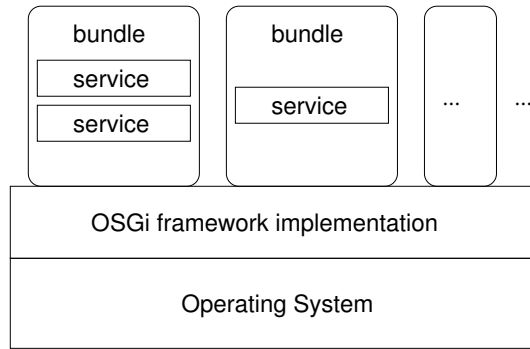 bundle
service
service
bundle
service
...
...
OSGi framework implementation
Operating System